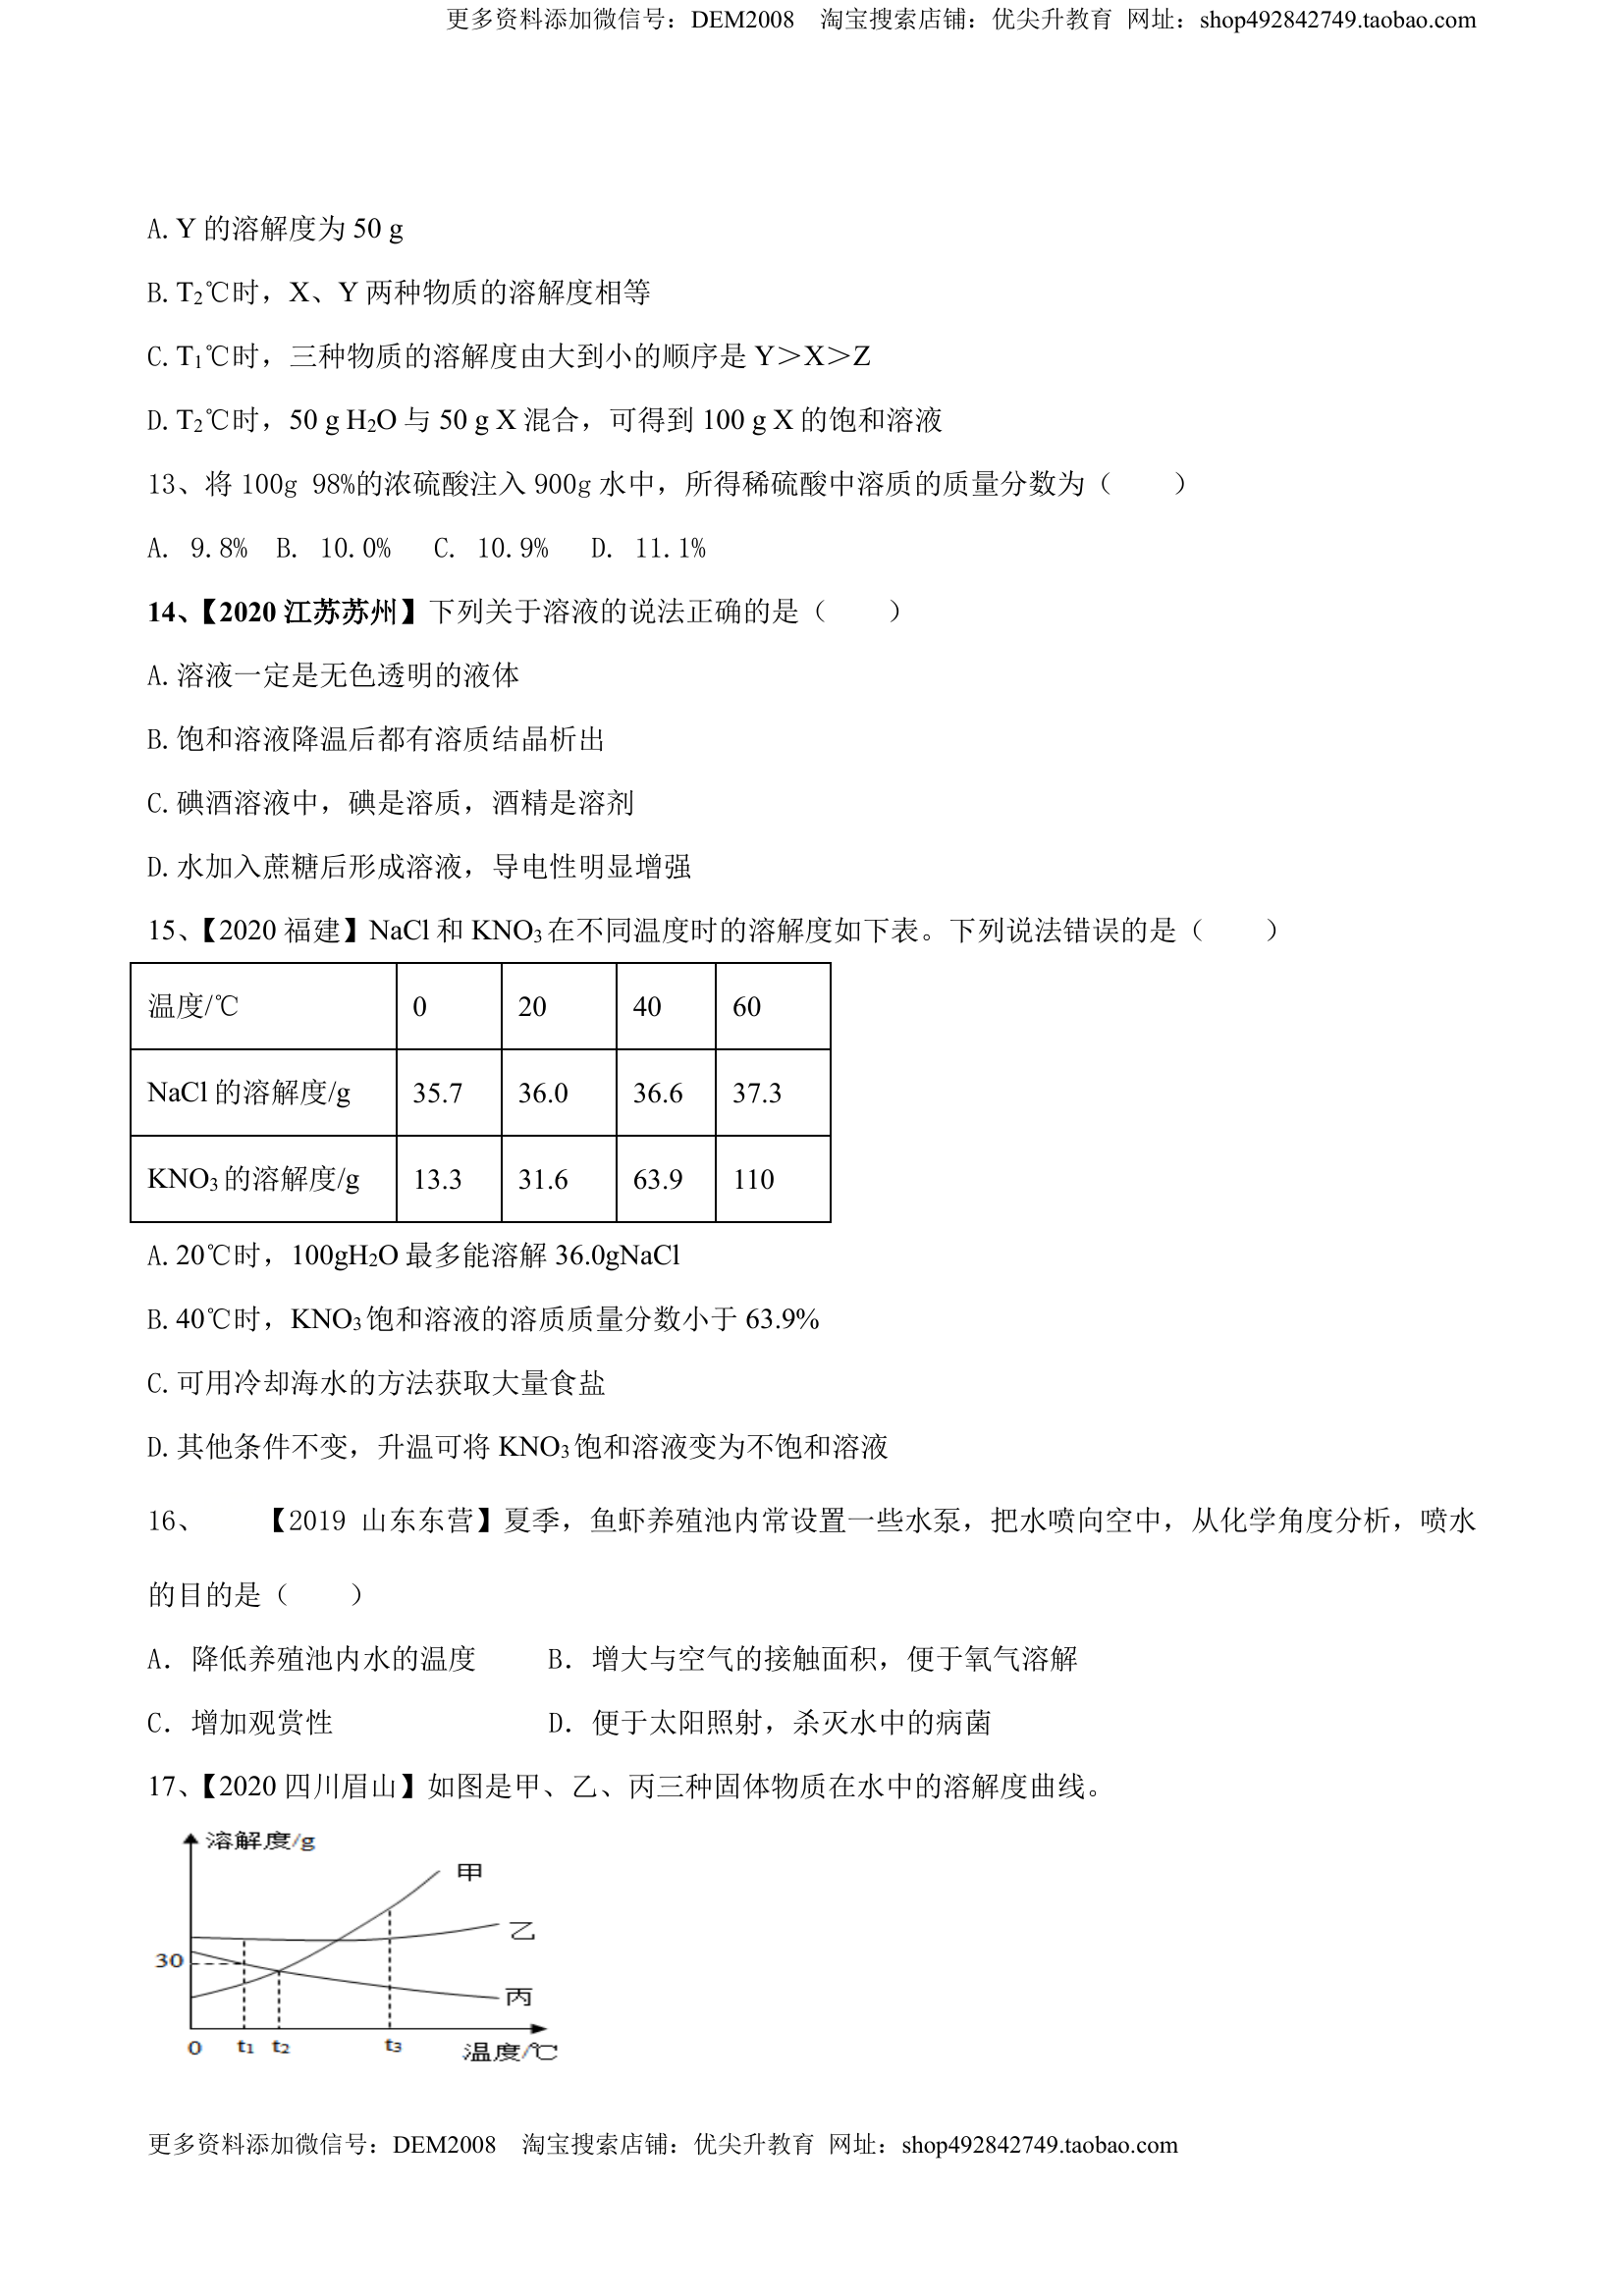 更多资料添加微信号：DEM2008 淘宝搜索店铺：优尖升教育 网址：shop492842749.taobao.com
A.Y 的溶解度为 50 g
B.T₂℃时，X、Y 两种物质的溶解度相等
C.T₁℃时，三种物质的溶解度由大到小的顺序是 Y＞X＞Z
D.T₂℃时，50 g H₂O 与 50 g X 混合，可得到 100 g X 的饱和溶液
13、将 100g 98%的浓硫酸注入 900g 水中，所得稀硫酸中溶质的质量分数为（　　）
A. 9.8% B. 10.0% C. 10.9% D. 11.1%
14、【2020 江苏苏州】下列关于溶液的说法正确的是（　　）
A.溶液一定是无色透明的液体
B.饱和溶液降温后都有溶质结晶析出
C.碘酒溶液中，碘是溶质，酒精是溶剂
D.水加入蔗糖后形成溶液，导电性明显增强
15、【2020 福建】NaCl 和 KNO₃ 在不同温度时的溶解度如下表。下列说法错误的是（　　）
温度/℃ 0 20 40 60
NaCl 的溶解度/g 35.7 36.0 36.6 37.3
KNO₃ 的溶解度/g 13.3 31.6 63.9 110
A.20℃时，100gH₂O 最多能溶解 36.0gNaCl
B.40℃时，KNO₃ 饱和溶液的溶质质量分数小于 63.9%
C.可用冷却海水的方法获取大量食盐
D.其他条件不变，升温可将 KNO₃ 饱和溶液变为不饱和溶液
16、 【2019 山东东营】夏季，鱼虾养殖池内常设置一些水泵，把水喷向空中，从化学角度分析，喷水
的目的是（　　）
A．降低养殖池内水的温度 B．增大与空气的接触面积，便于氧气溶解
C．增加观赏性 D．便于太阳照射，杀灭水中的病菌
17、【2020 四川眉山】如图是甲、乙、丙三种固体物质在水中的溶解度曲线。
溶解度/g
甲
乙
30
丙
0 t₁ t₂ t₃
温度/℃
更多资料添加微信号：DEM2008 淘宝搜索店铺：优尖升教育 网址：shop492842749.taobao.com